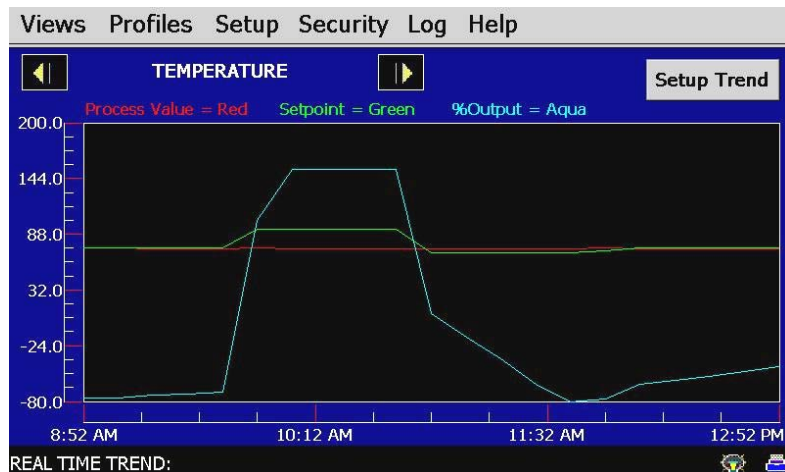 Views Profiles Setup Security Log Help
TEMPERATURE
Setup Trend
Process Value = Red Setpoint = Green %Output = Aqua
200.0
144.0
88.0
32.0
-24.0
-80.0
8:52 AM 10:12 AM 11:32 AM 12:52 PM
REAL TIME TREND: